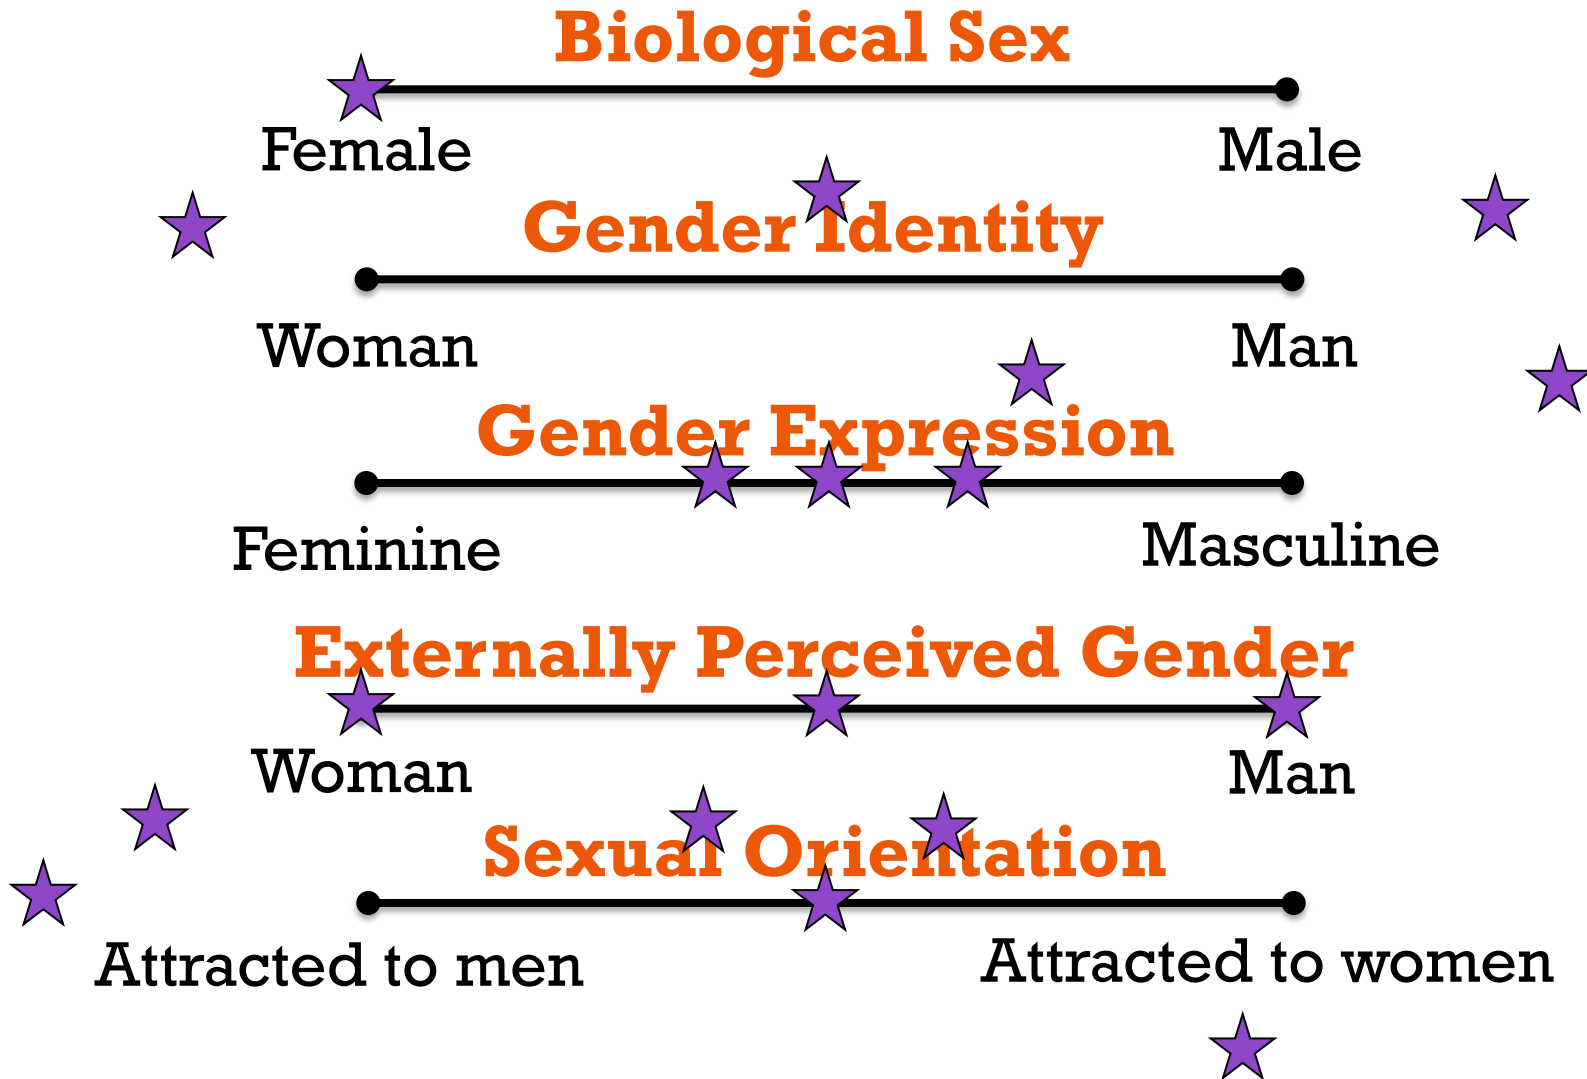 Biological Sex
Female Male
Gender Identity
Woman Man
Gender Expression
Feminine Masculine
Externally Perceived Gender
Woman Man
Sexual Orientation
Attracted to men Attracted to women